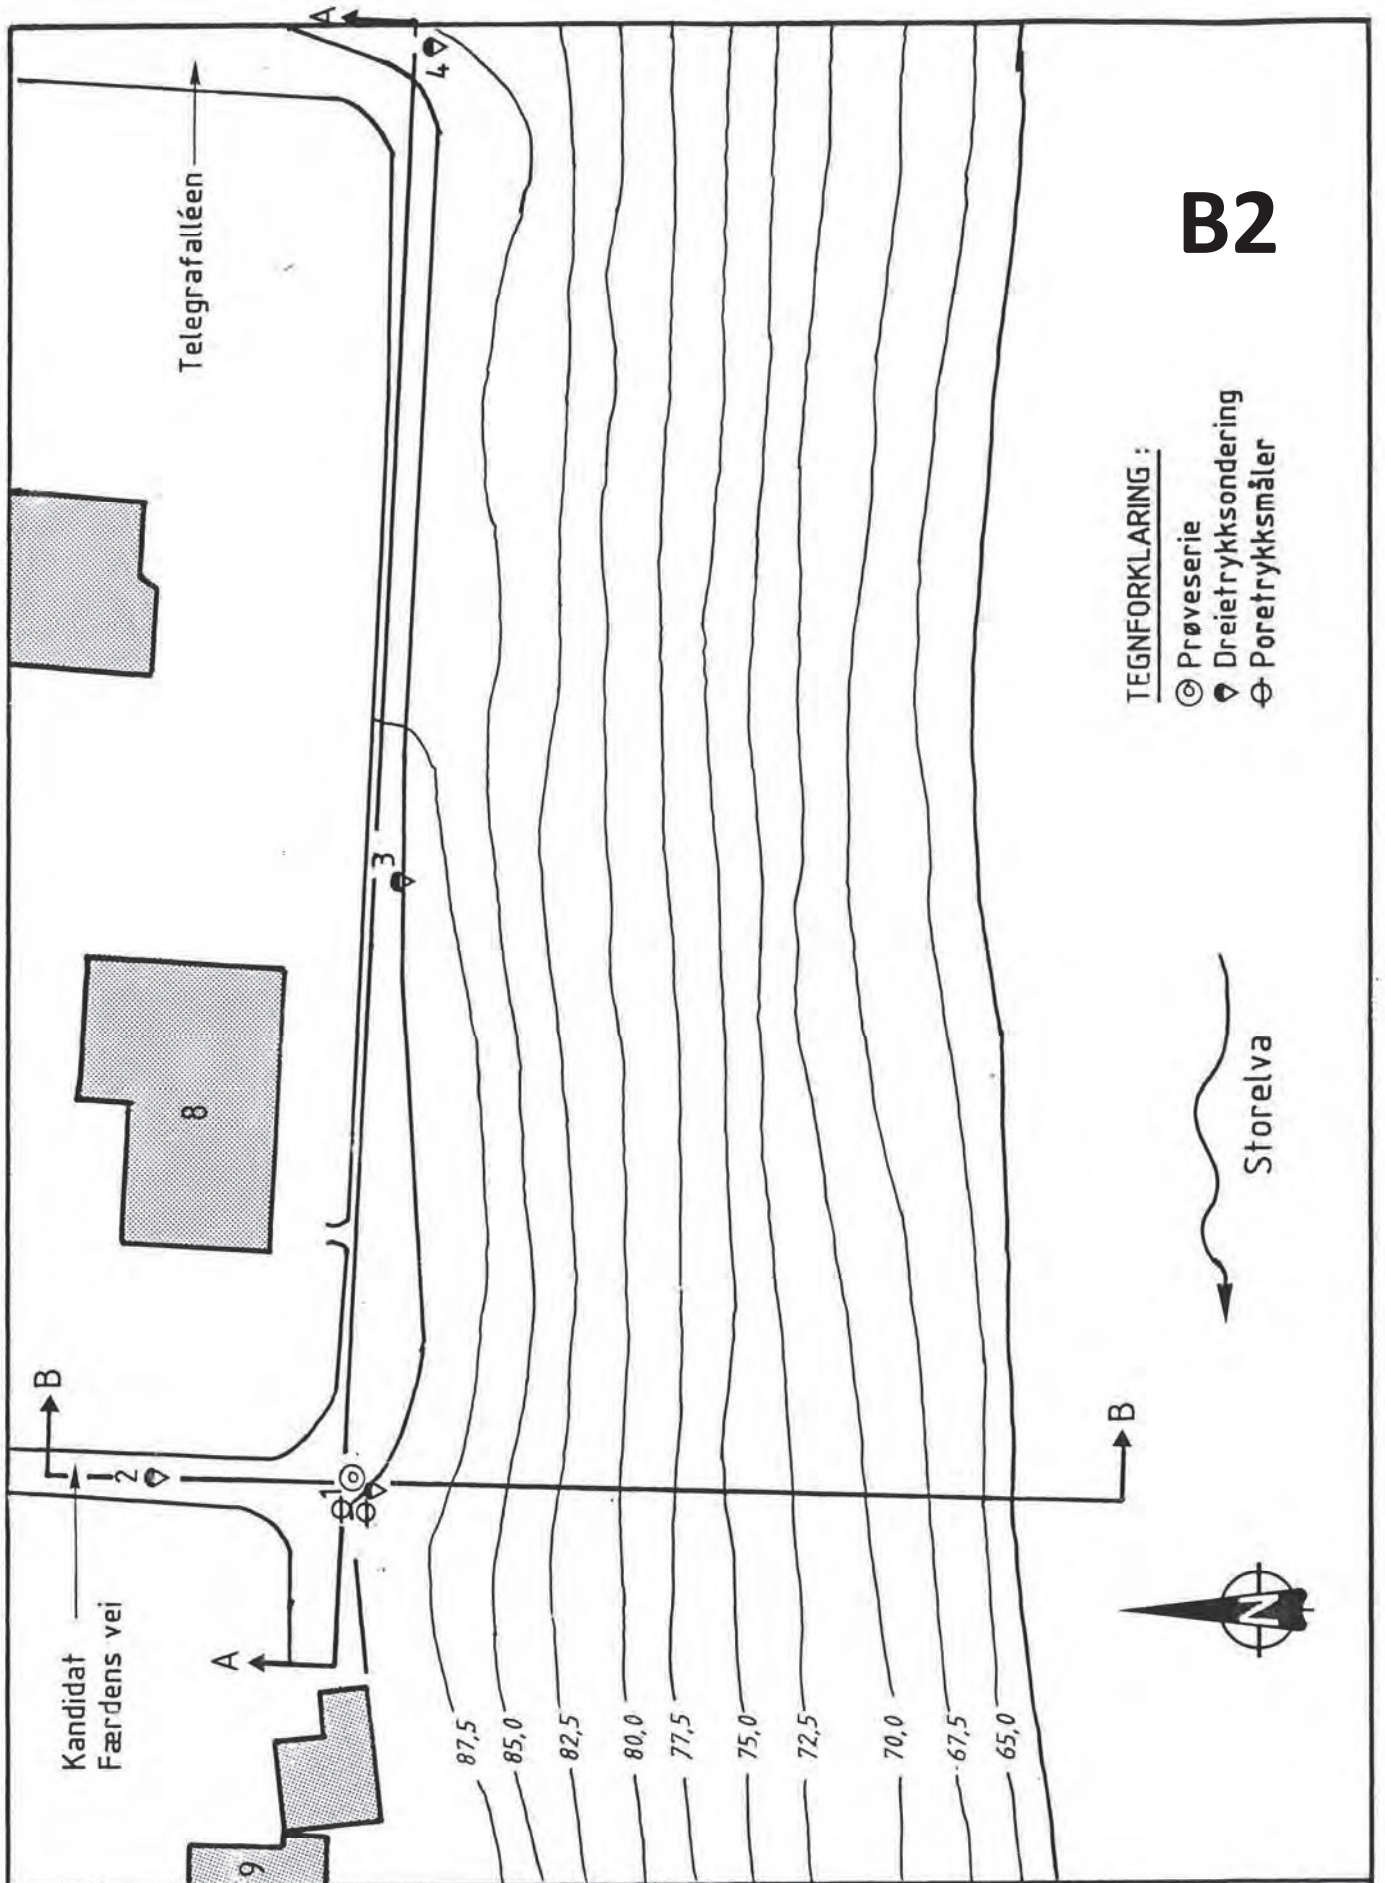 B2
A
4
Telegrafalléen
3
8
B
2
1
A
Kandidat
Færdens vei
9
87,5
85,0
82,5
80,0
77,5
75,0
72,5
70,0
67,5
65,0
TEGNFORKLARING :
Prøveserie
Dreietrykksondering
Poretrykksmåler
Storelva
B
N